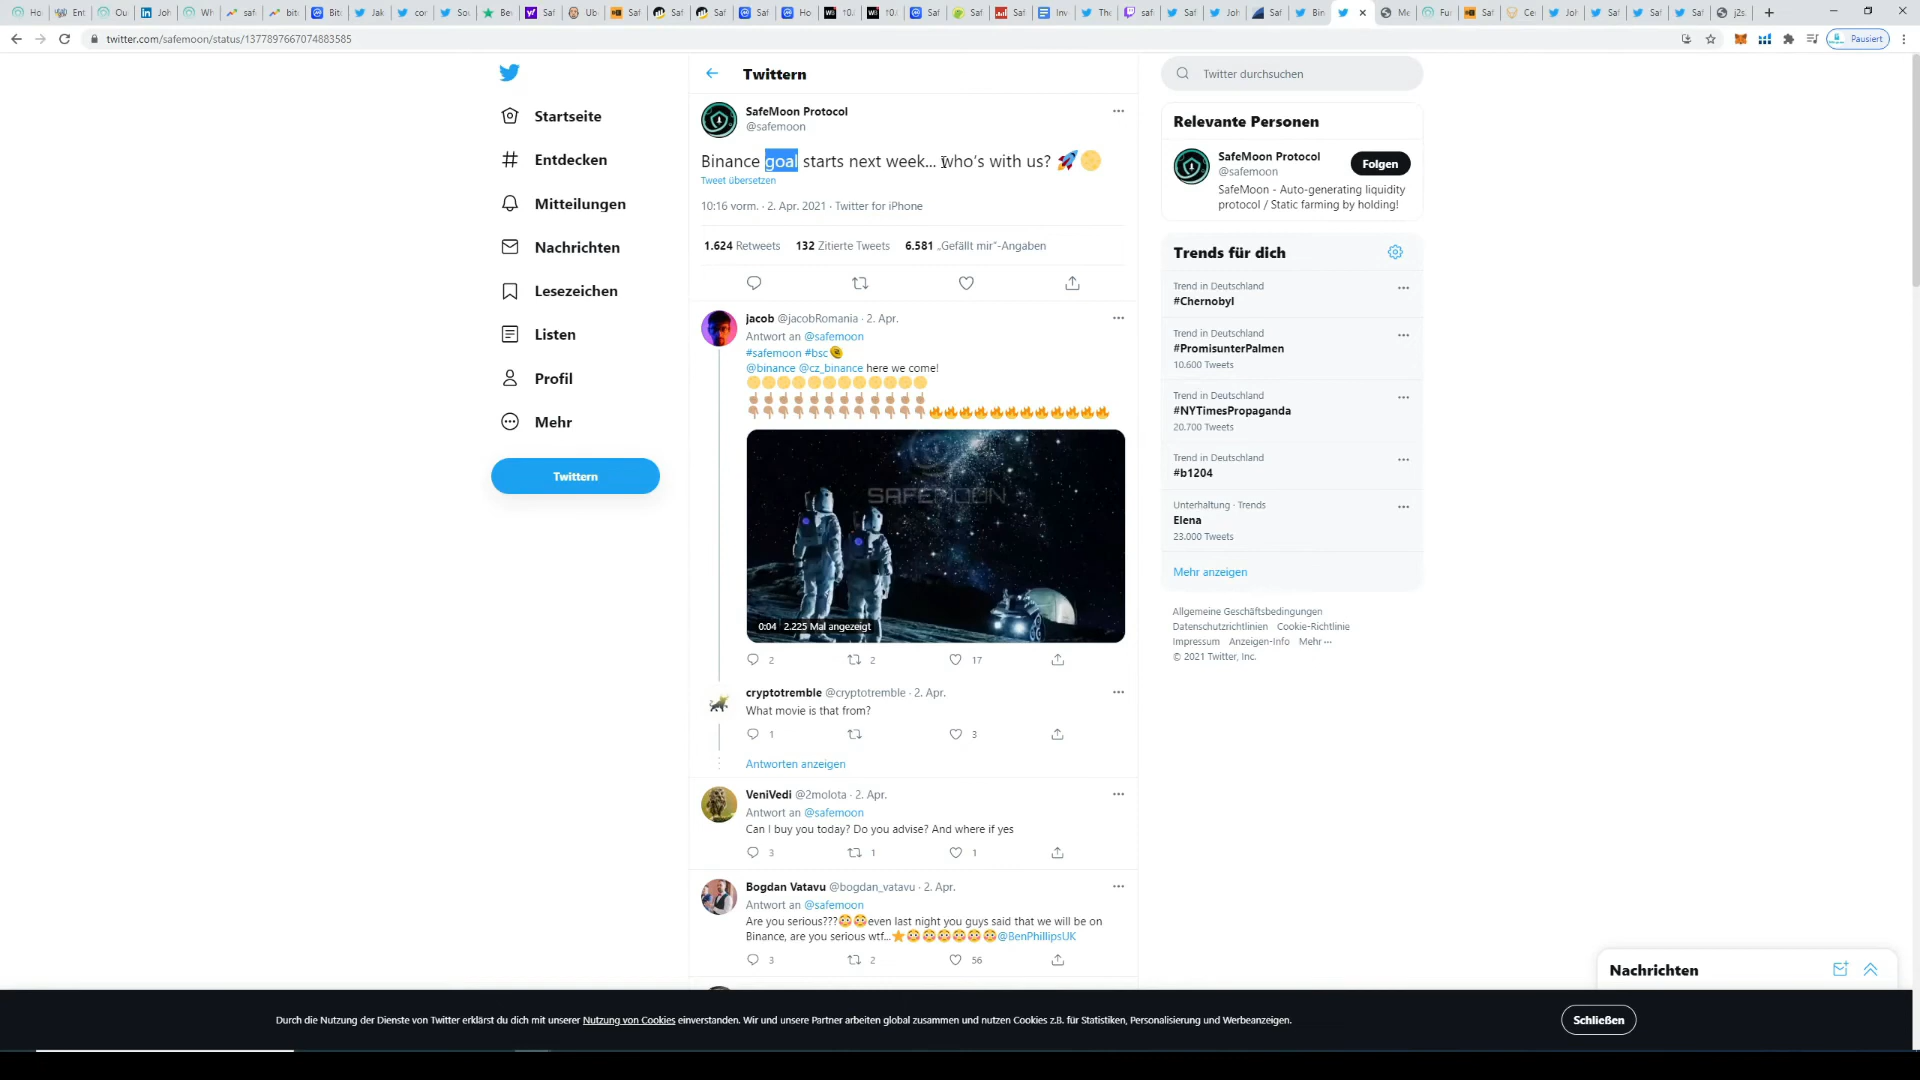 twitter.com/safemoon/status/1377897667074883585
Pausiert
Startseite
Entdecken
Mitteilungen
Nachrichten
Lesezeichen
Listen
Profil
Mehr
Twittern
Twittern
SafeMoon Protocol
@safemoon
Binance goal starts next week... who's with us? 🚀🌕
Tweet übersetzen
10:16 vorm. · 2. Apr. 2021 · Twitter for iPhone
1.624 Retweets 132 Zitierte Tweets 6.581 „Gefällt mir“-Angaben
jacob @jacobRomania · 2. Apr.
Antwort an @safemoon
#safemoon #bsc
@binance @cz_binance here we come!
SAFEMOON
0:04 2.225 Mal angezeigt
2 2 17
cryptotremble @cryptotremble · 2. Apr.
What movie is that from?
1 3
Antworten anzeigen
VeniVedi @2molota · 2. Apr.
Antwort an @safemoon
Can I buy you today? Do you advise? And where if yes
3 1 1
Bogdan Vatavu @bogdan_vatavu · 2. Apr.
Antwort an @safemoon
Are you serious???😳😳even last night you guys said that we will be on
Binance, are you serious wtf...⭐😳😳😳😳😳😳@BenPhillipsUK
3 2 56
Twitter durchsuchen
Relevante Personen
SafeMoon Protocol
@safemoon
Folgen
SafeMoon - Auto-generating liquidity
protocol / Static farming by holding!
Trends für dich
Trend in Deutschland
#Chernobyl
Trend in Deutschland
#PromisunterPalmen
10.600 Tweets
Trend in Deutschland
#NYTimesPropaganda
20.700 Tweets
Trend in Deutschland
#b1204
Unterhaltung · Trends
Elena
23.000 Tweets
Mehr anzeigen
Allgemeine Geschäftsbedingungen
Datenschutzrichtlinien Cookie-Richtlinie
Impressum Anzeigen-Info Mehr ···
© 2021 Twitter, Inc.
Nachrichten
Durch die Nutzung der Dienste von Twitter erklärst du dich mit unserer Nutzung von Cookies einverstanden. Wir und unsere Partner arbeiten global zusammen und nutzen Cookies z.B. für Statistiken, Personalisierung und Werbeanzeigen.
Schließen